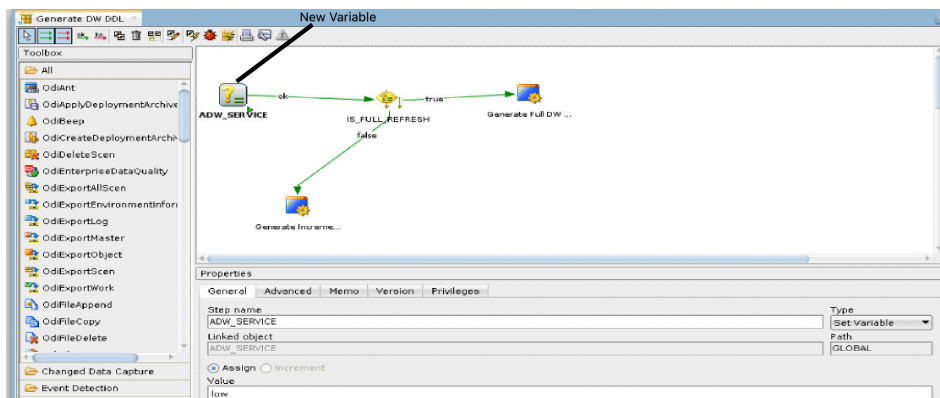 New Variable
Generate DW DDL
Toolbox
All
OdiAnt
OdiApplyDeploymentArchive
OdiBeep
OdiCreateDeploymentArchiv
OdiDeleteScen
OdiEnterpriseDataQuality
OdiExportAllScen
OdiExportEnvironmentInfor
OdiExportLog
OdiExportMaster
OdiExportObject
OdiExportScen
OdiExportWork
OdiFileAppend
OdiFileCopy
OdiFileDelete
Changed Data Capture
Event Detection
ADW_SERVICE
ok
IS_FULL_REFRESH
true
Generate Full DW ...
false
Generate Increme...
Properties
General Advanced Memo Version Privileges
Step name Type
ADW_SERVICE Set Variable
Linked object Path
ADW_SERVICE GLOBAL
Assign Increment
Value
low